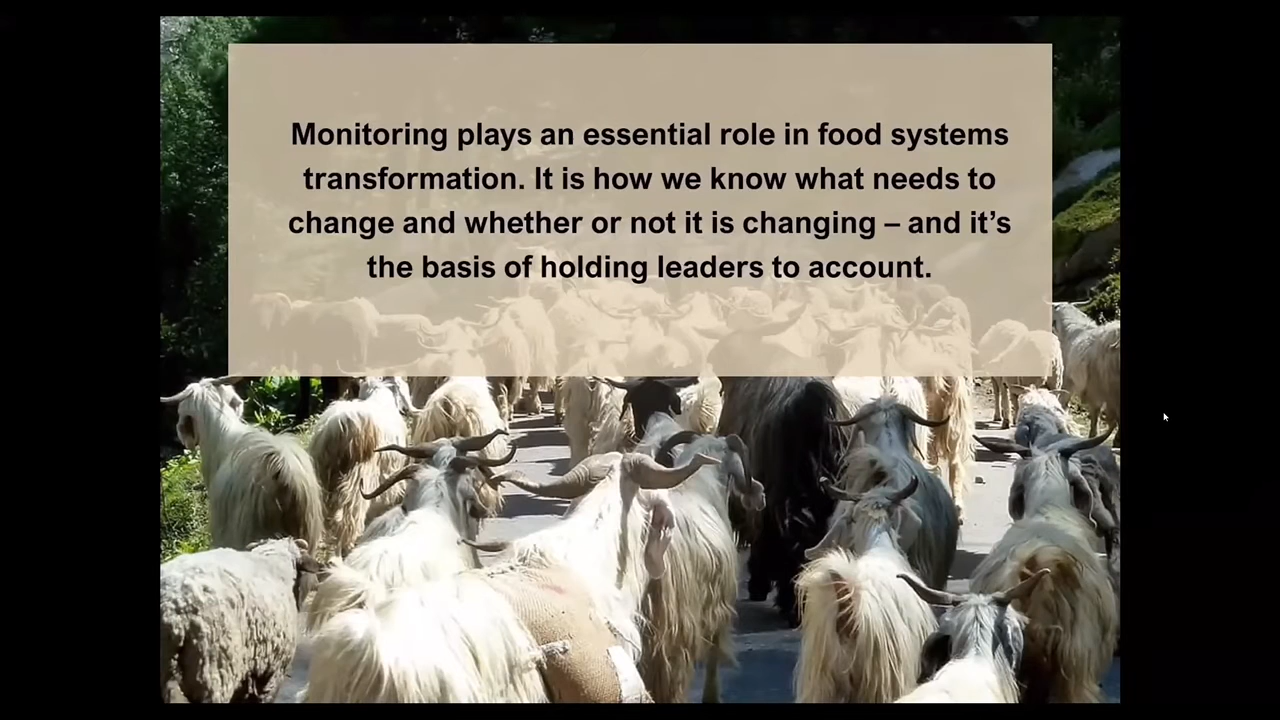 Monitoring plays an essential role in food systems
transformation. It is how we know what needs to
change and whether or not it is changing – and it’s
the basis of holding leaders to account.